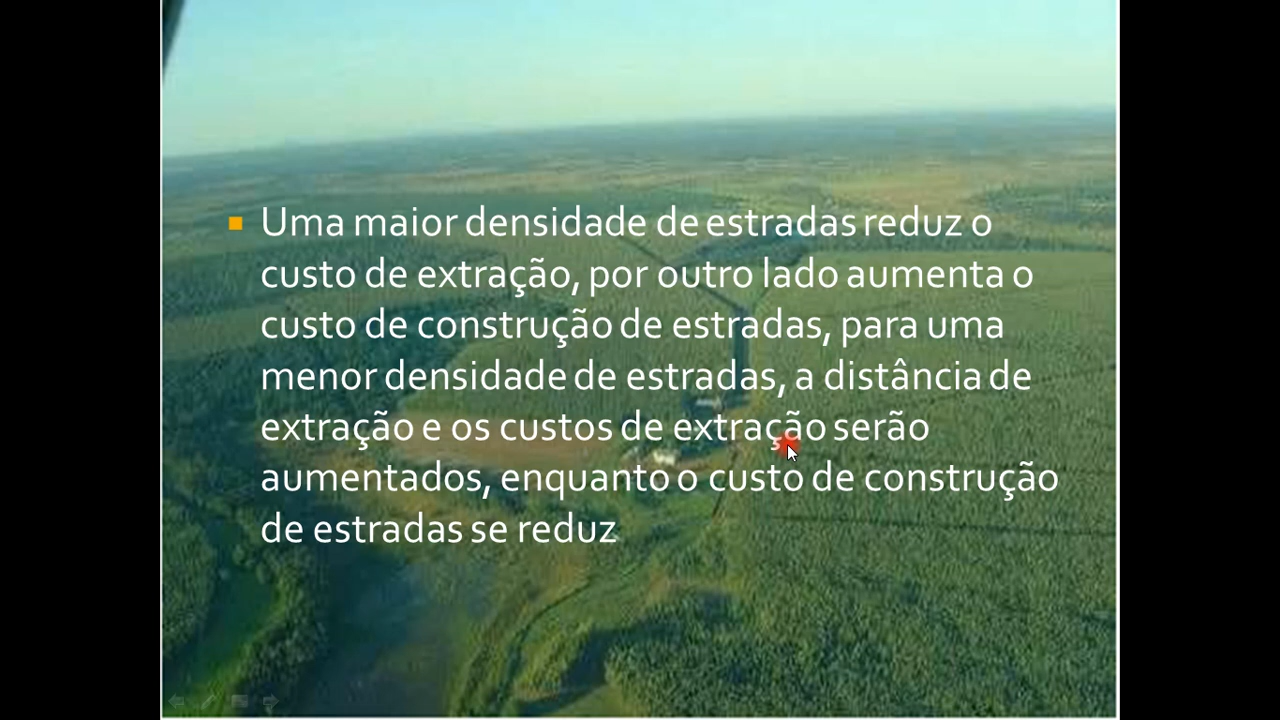 Uma maior densidade de estradas reduz o
custo de extração, por outro lado aumenta o
custo de construção de estradas, para uma
menor densidade de estradas, a distância de
extração e os custos de extração serão
aumentados, enquanto o custo de construção
de estradas se reduz